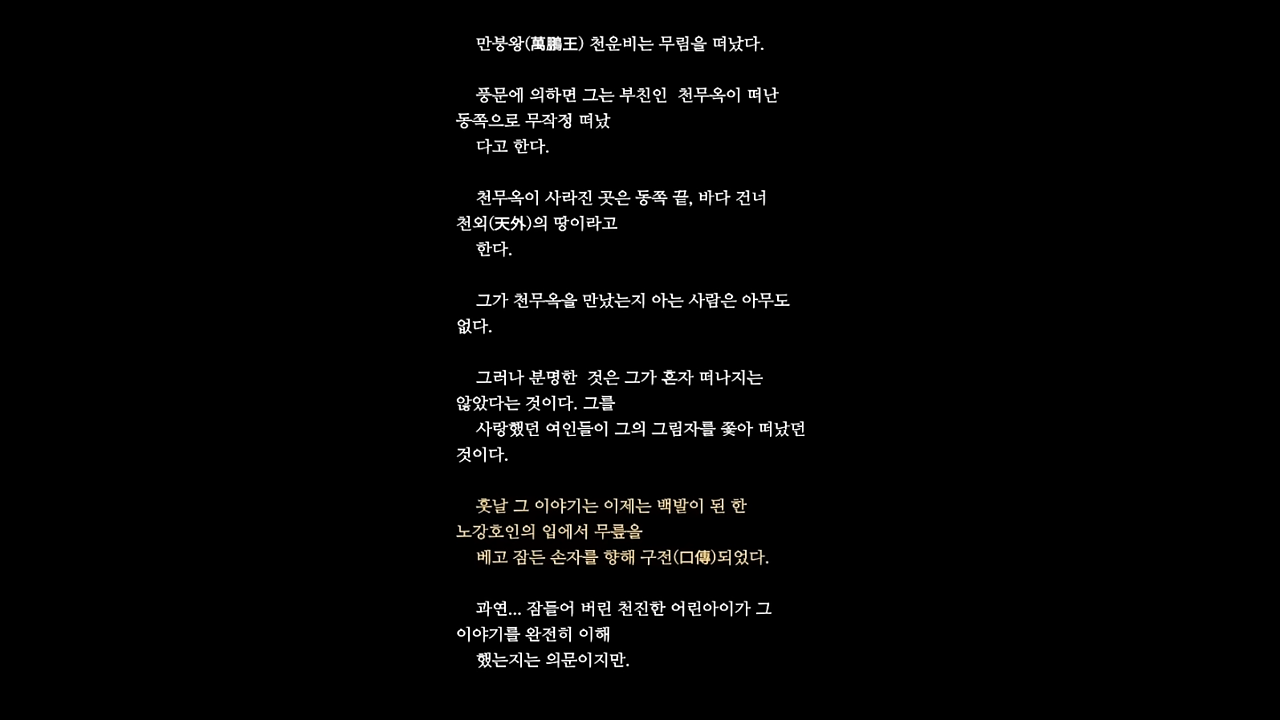 만붕왕(萬鵬王) 천운비는 무림을 떠났다.
풍문에 의하면 그는 부친인  천무옥이 떠난
동쪽으로 무작정 떠났
다고 한다.
천무옥이 사라진 곳은 동쪽 끝, 바다 건너
천외(天外)의 땅이라고
한다.
그가 천무옥을 만났는지 아는 사람은 아무도
없다.
그러나 분명한  것은 그가 혼자 떠나지는
않았다는 것이다. 그를
사랑했던 여인들이 그의 그림자를 쫓아 떠났던
것이다.
훗날 그 이야기는 이제는 백발이 된 한
노강호인의 입에서 무릎을
베고 잠든 손자를 향해 구전(口傳)되었다.
과연... 잠들어 버린 천진한 어린아이가 그
이야기를 완전히 이해
했는지는 의문이지만.